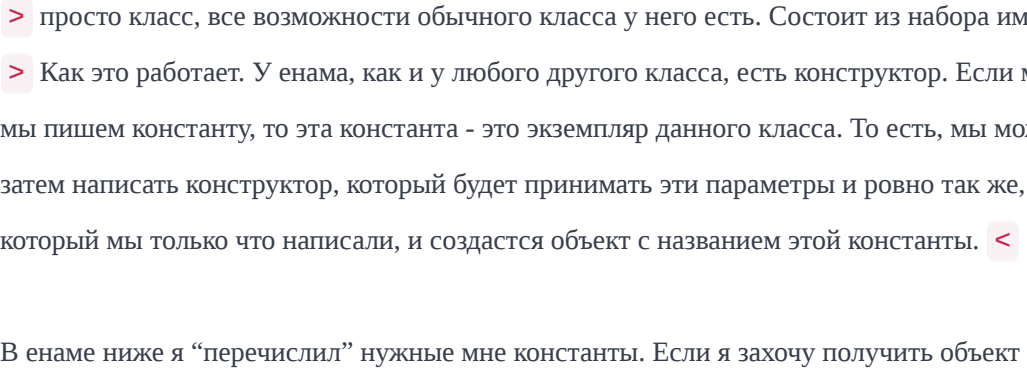 > просто класс, все возможности обычного класса у него есть. Состоит из набора
> Как это работает. У енама, как и у любого другого класса, есть конструктор. Если
мы пишем константу, то эта константа - это экземпляр данного класса. То есть, мы
затем написать конструктор, который будет принимать эти параметры и ровно так же,
который мы только что написали, и создастся объект с названием этой константы. <
В енаме ниже я “перечислил” нужные мне константы. Если я захочу получить объект